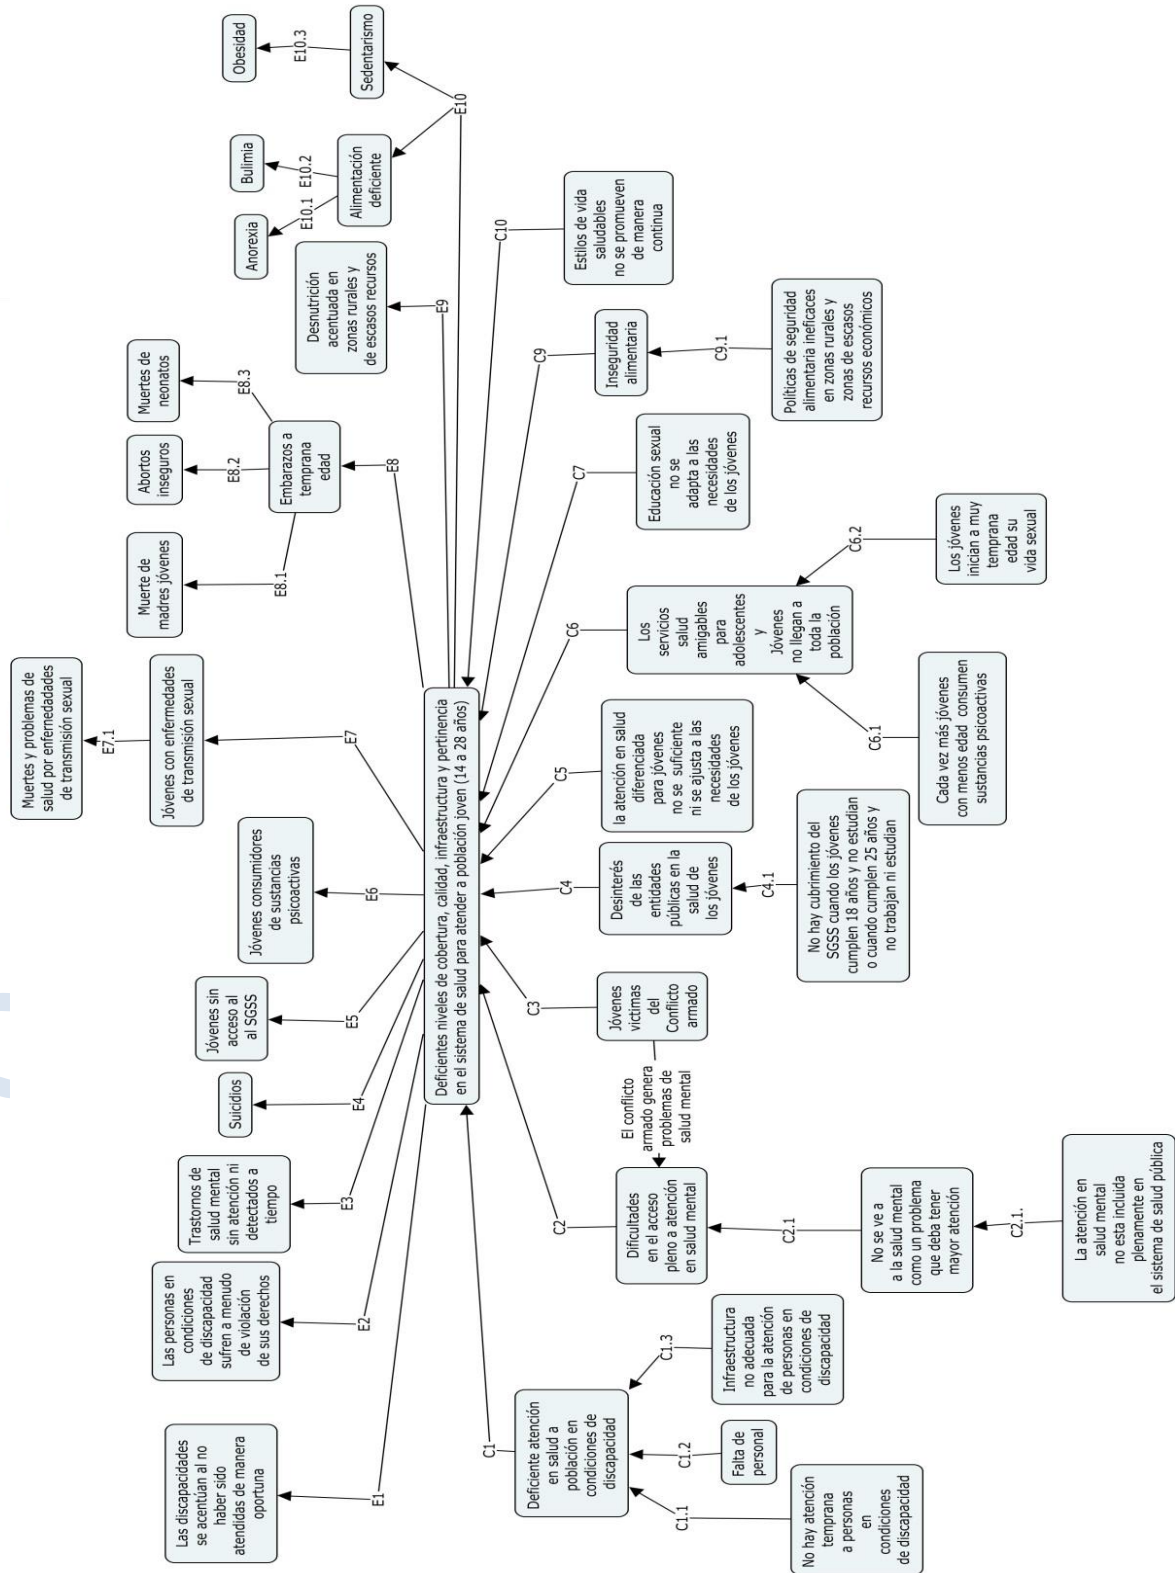 Muertes y problemas de
salud por enfermedadades
de transmisión sexual
E7.1
Muerte de
madres jóvenes
Abortos
inseguros
Muertes de
neonatos
E8.1
E8.2
E8.3
Anorexia
Bulimia
Obesidad
E10.1
E10.2
E10.3
Las discapacidades
se acentúan al no
haber sido
atendidas de manera
oportuna
Las personas en
condiciones
de discapacidad
sufren a menudo
de violación
de sus derechos
Trastornos de
salud mental
sin atención ni
detectados a
tiempo
Suicidios
Jóvenes sin
acceso al
al SGSS
Jóvenes consumidores
de sustancias
psicoactivas
Jóvenes con enfermedades
de transmisión sexual
Embarazos a
temprana
edad
Desnutrición
acentuada en
zonas rurales y
de escasos recursos
Alimentación
deficiente
Sedentarismo
E1
E2
E3
E4
E5
E6
E7
E8
E9
E10
Deficientes niveles de cobertura, calidad, infraestructura y pertinencia
en el sistema de salud para atender a población joven (14 a 28 años)
C1
C2
C3
C4
C5
C6
C7
C9
C10
Deficiente atención
en salud a
población en
condiciones de
discapacidad
Dificultades
en el acceso
pleno a atención
en salud mental
El conflicto
armado genera
problemas de
salud mental
Jóvenes
victimas
del
Conflicto
armado
Desinterés
de las
entidades
públicas en la
salud de
los jóvenes
la atención en salud
diferenciada
para jóvenes
no se suficiente
ni se ajusta a las
necesidades
de los jóvenes
Los
servicios
salud
amigables
para
adolescentes
y
Jóvenes
no llegan a
toda la
población
Educación sexual
no se
adapta a las
necesidades
de los jóvenes
Inseguridad
alimentaria
Estilos de vida
saludables
no se promueven
de manera
continua
C1.1
C1.2
C1.3
C2.1
C4.1
C6.1
C6.2
C9.1
No hay atención
temprana
a personas
en
condiciones
de discapacidad
Falta de
personal
Infraestructura
no adecuada
para la atención
de personas en
condiciones de
discapacidad
No se ve a
a la salud mental
como un problema
que deba tener
mayor atención
C2.1.
La atención en
salud mental
no esta incluida
plenamente en
el sistema de salud pública
No hay cubrimiento del
SGSS cuando los jóvenes
cumplen 18 años y no estudian
o cuando cumplen 25 años y
no trabajan ni estudian
Cada vez más jóvenes
con menos edad consumen
sustancias psicoactivas
Los jóvenes
inician a muy
temprana
edad su
vida sexual
Políticas de seguridad
alimentaria ineficaces
en zonas rurales y
zonas de escasos
recursos económicos